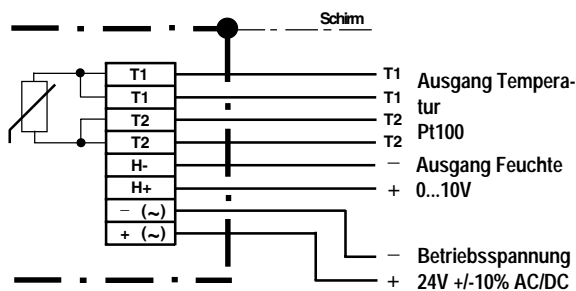 Schirm
T1 T1 Ausgang Tempera-
T1 T1 tur
T2 T2 Pt100
T2 T2
H- – Ausgang Feuchte
H+ + 0...10V
– (~)
+ (~)
– Betriebsspannung
+ 24V +/-10% AC/DC